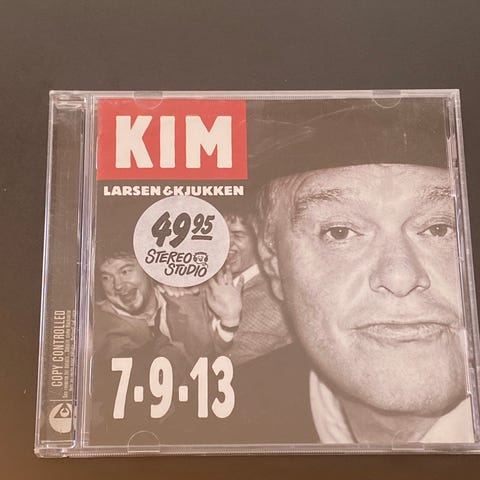 KIM
LARSEN & KJUKKEN
49.95
STEREO
STUDIO
7-9-13
COPY CONTROLLED